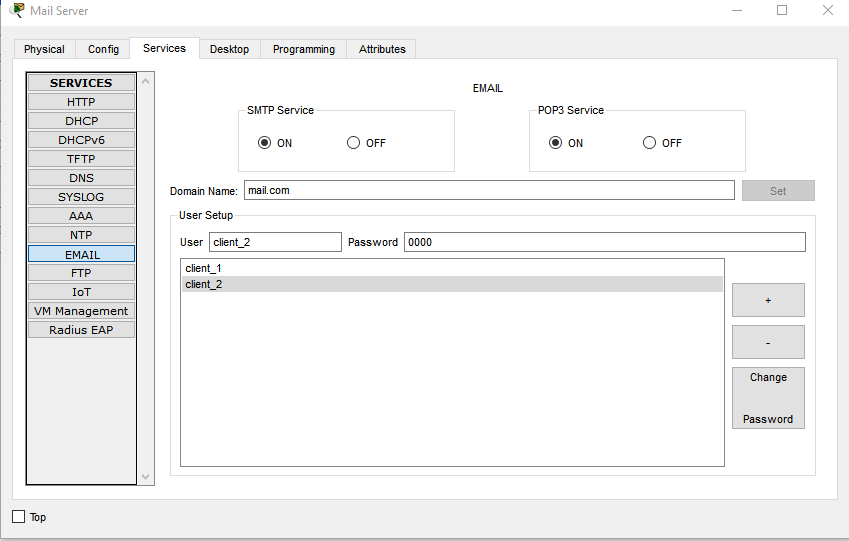 Mail Server
Physical Config Services Desktop Programming Attributes
SERVICES
HTTP
DHCP
DHCPv6
TFTP
DNS
SYSLOG
AAA
NTP
EMAIL
FTP
IoT
VM Management
Radius EAP
EMAIL
SMTP Service
ON OFF
POP3 Service
ON OFF
Domain Name: mail.com Set
User Setup
User client_2 Password 0000
client_1
client_2
+
-
Change
Password
Top